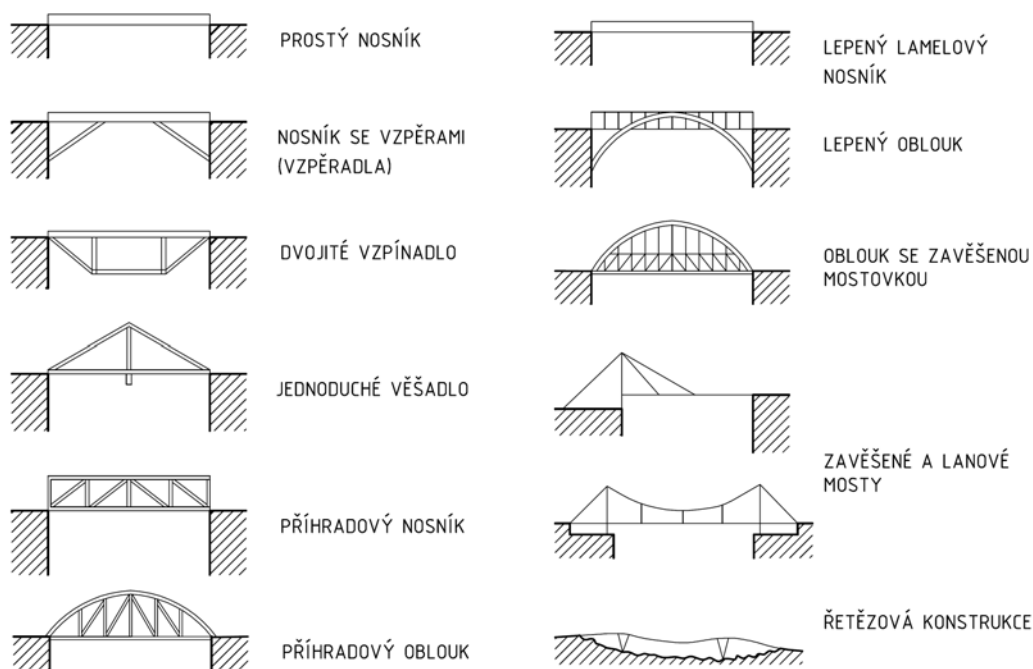 PROSTÝ NOSNÍK
NOSNÍK SE VZPĚRAMI
(VZPĚRADLA)
DVOJITÉ VZPÍNADLO
JEDNODUCHÉ VĚŠADLO
PŘÍHRADOVÝ NOSNÍK
PŘÍHRADOVÝ OBLOUK
LEPENÝ LAMELOVÝ
NOSNÍK
LEPENÝ OBLOUK
OBLOUK SE ZAVĚŠENOU
MOSTOVKOU
ZAVĚŠENÉ A LANOVÉ
MOSTY
ŘETĚZOVÁ KONSTRUKCE